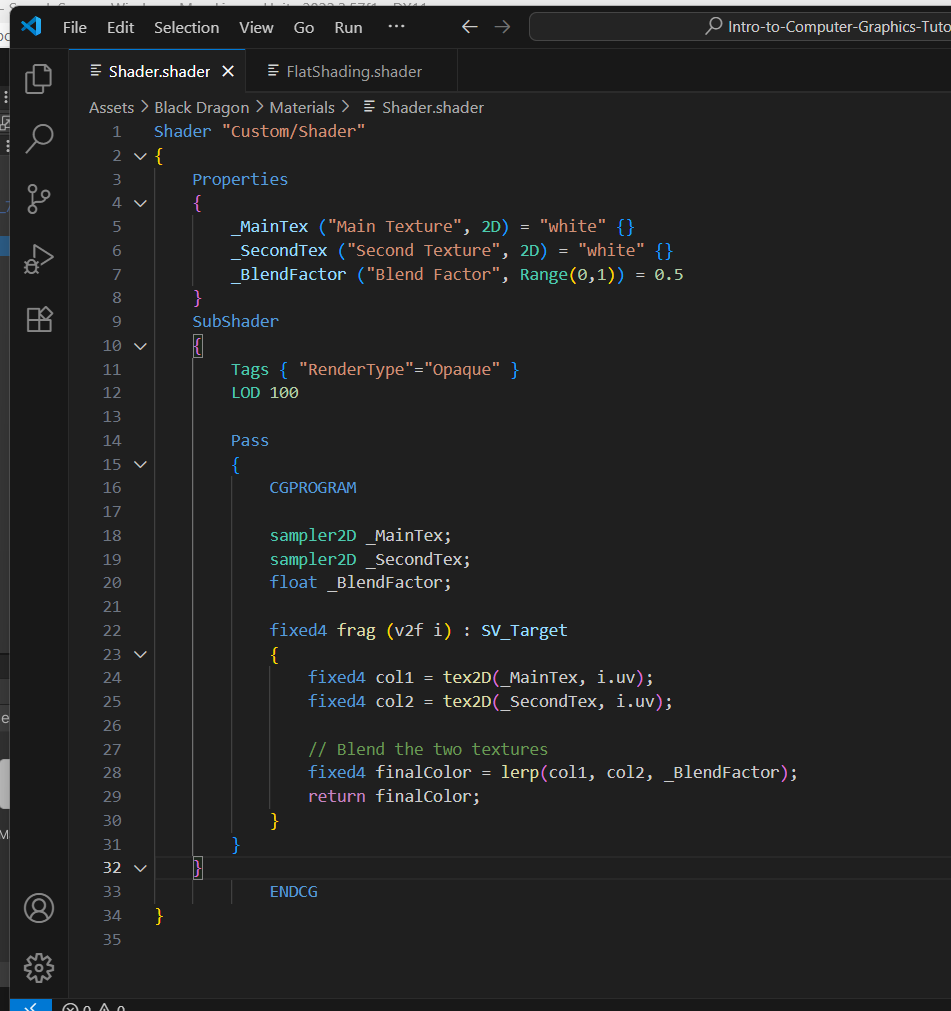 File Edit Selection View Go Run ··· Intro-to-Computer-Graphics-Tuto
Shader.shader FlatShading.shader
Assets > Black Dragon > Materials > Shader.shader
1 Shader "Custom/Shader"
2 {
3 Properties
4 {
5 _MainTex ("Main Texture", 2D) = "white" {}
6 _SecondTex ("Second Texture", 2D) = "white" {}
7 _BlendFactor ("Blend Factor", Range(0,1)) = 0.5
8 }
9 SubShader
10 {
11 Tags { "RenderType"="Opaque" }
12 LOD 100
13
14 Pass
15 {
16 CGPROGRAM
17
18 sampler2D _MainTex;
19 sampler2D _SecondTex;
20 float _BlendFactor;
21
22 fixed4 frag (v2f i) : SV_Target
23 {
24 fixed4 col1 = tex2D(_MainTex, i.uv);
25 fixed4 col2 = tex2D(_SecondTex, i.uv);
26
27 // Blend the two textures
28 fixed4 finalColor = lerp(col1, col2, _BlendFactor);
29 return finalColor;
30 }
31 }
32 }
33 ENDCG
34 }
35